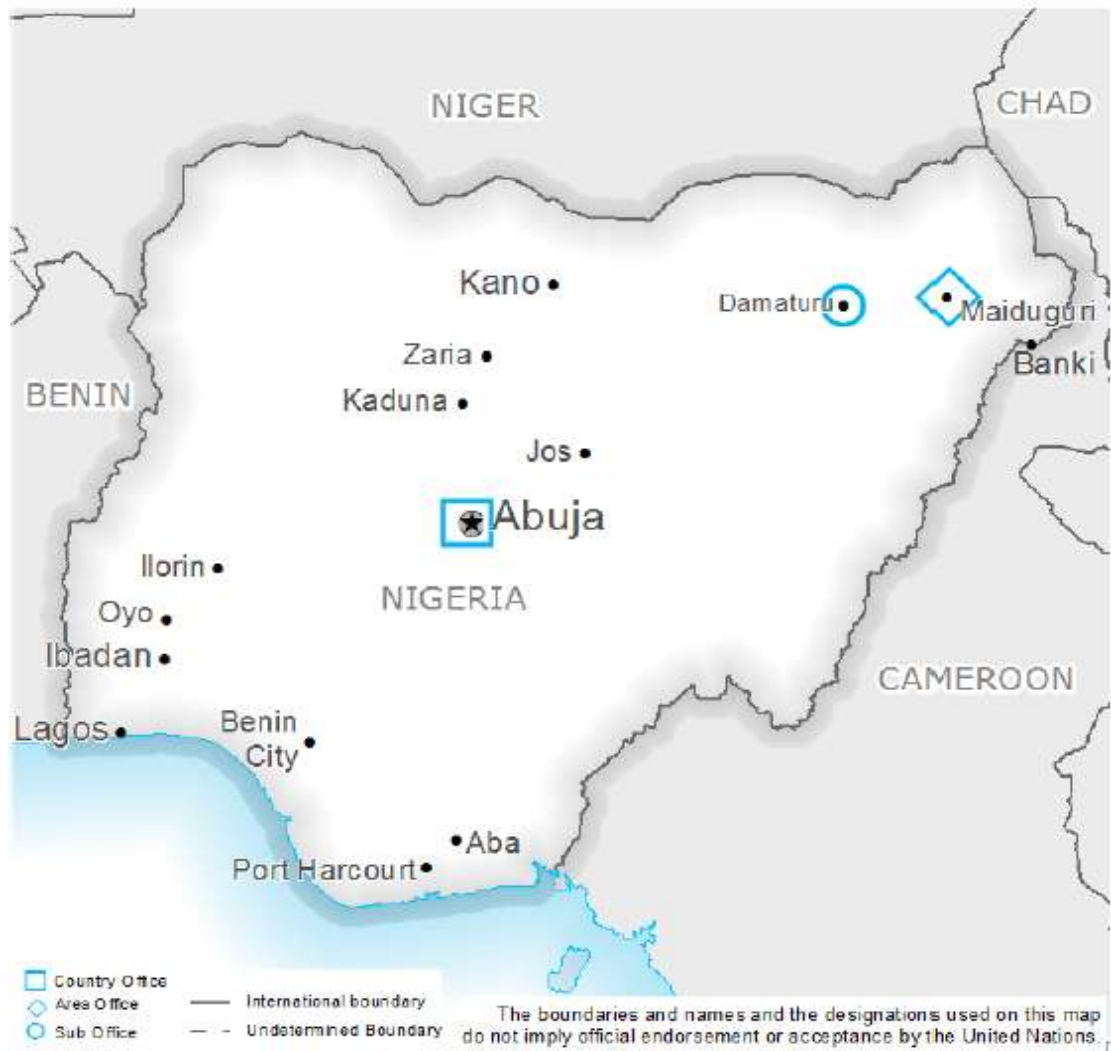 NIGER
CHAD
Kano
Damaturu
Maiduguri
Zaria
Banki
BENIN
Kaduna
Jos
Abuja
Ilorin
NIGERIA
Oyo
Ibadan
CAMEROON
Lagos
Benin
City
Aba
Port Harcourt
Country Office
Area Office
Sub Office
International boundary
Undetermined Boundary
The boundaries and names and the designations used on this map
do not imply official endorsement or acceptance by the United Nations.